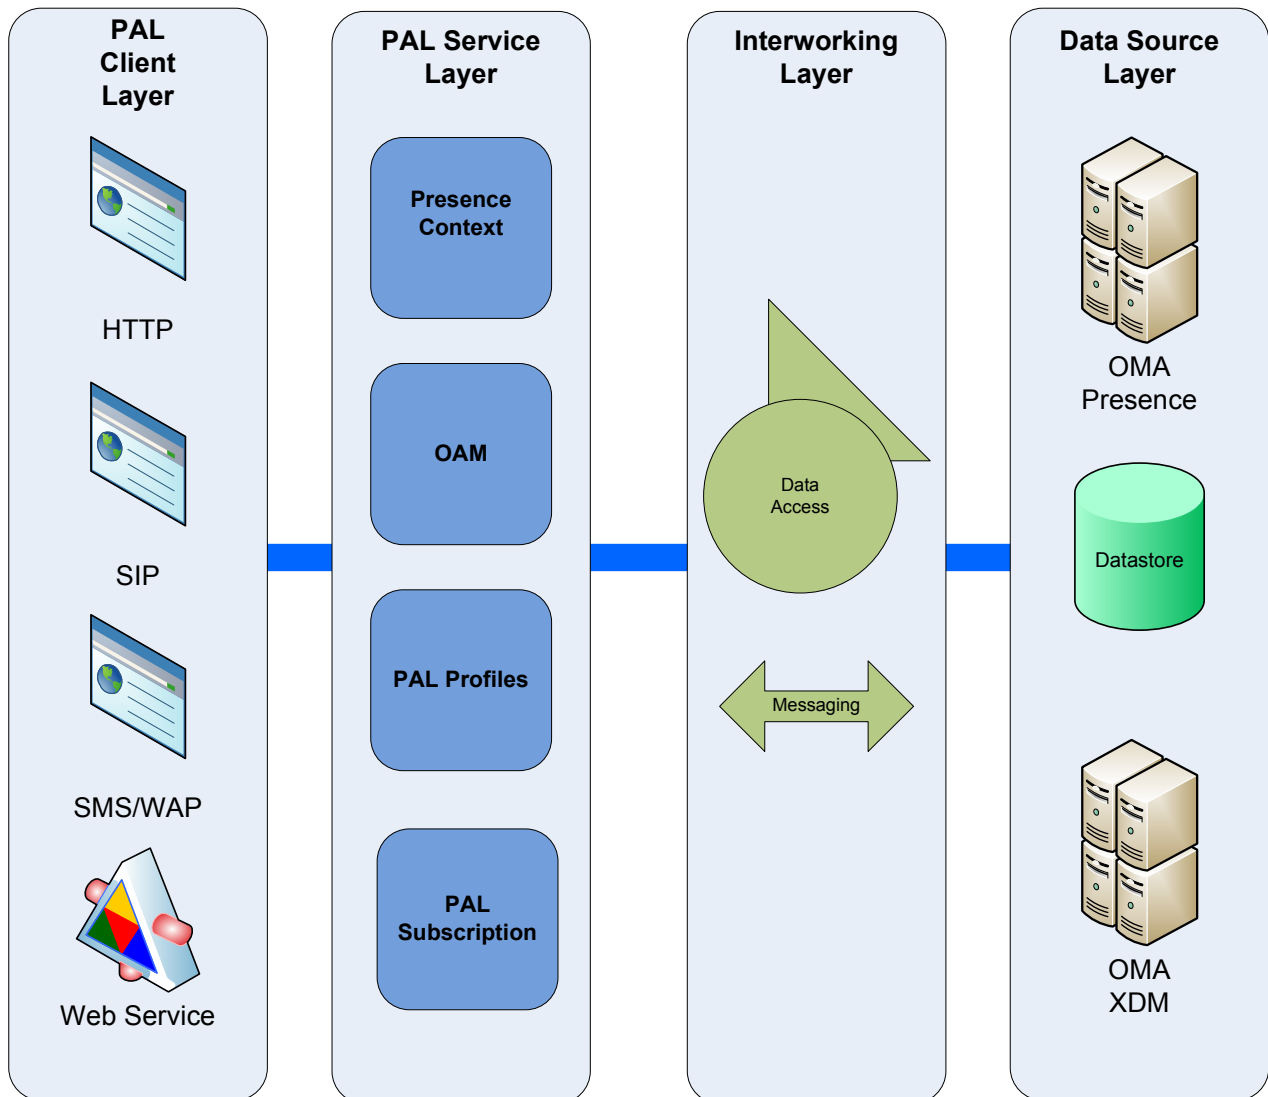 PAL
Client
Layer
HTTP
SIP
SMS/WAP
Web Service
PAL Service
Layer
Presence
Context
OAM
PAL Profiles
PAL
Subscription
Interworking
Layer
Data
Access
Messaging
Data Source
Layer
OMA
Presence
Datastore
OMA
XDM